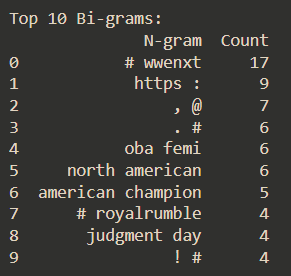 Top 10 Bi-grams:
N-gram Count
0 # wwenxt 17
1 https : 9
2 , @ 7
3 . # 6
4 oba femi 6
5 north american 6
6 american champion 5
7 # royalrumble 4
8 judgment day 4
9 ! # 4